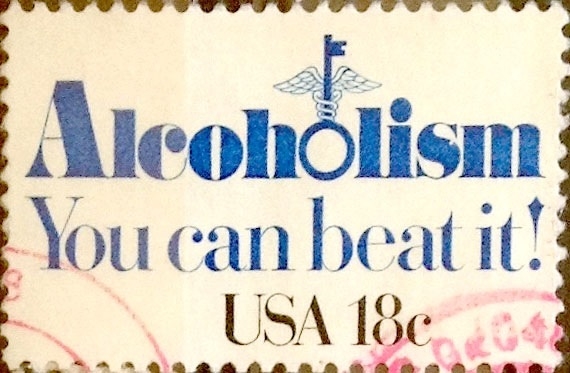 Alcoholism
You can beat it!
USA 18c